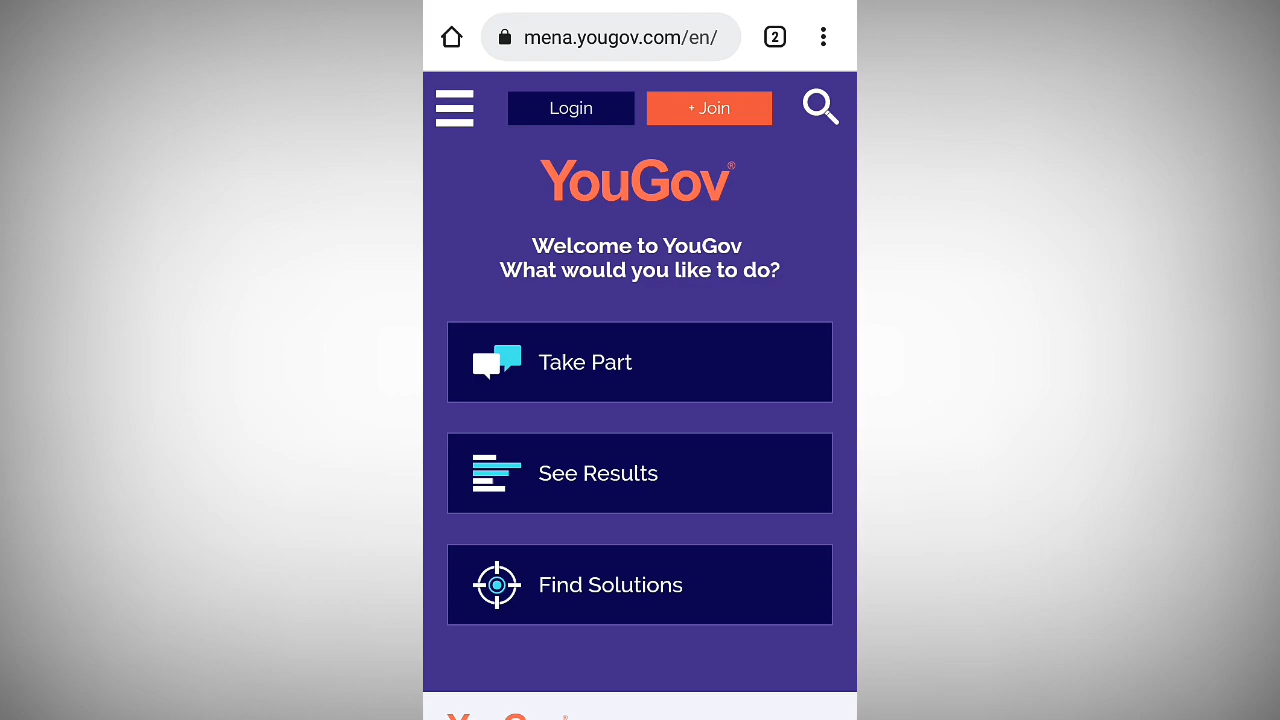 mena.yougov.com/en/
2
Login
+ Join
YouGov®
Welcome to YouGov
What would you like to do?
Take Part
See Results
Find Solutions
YouGov®